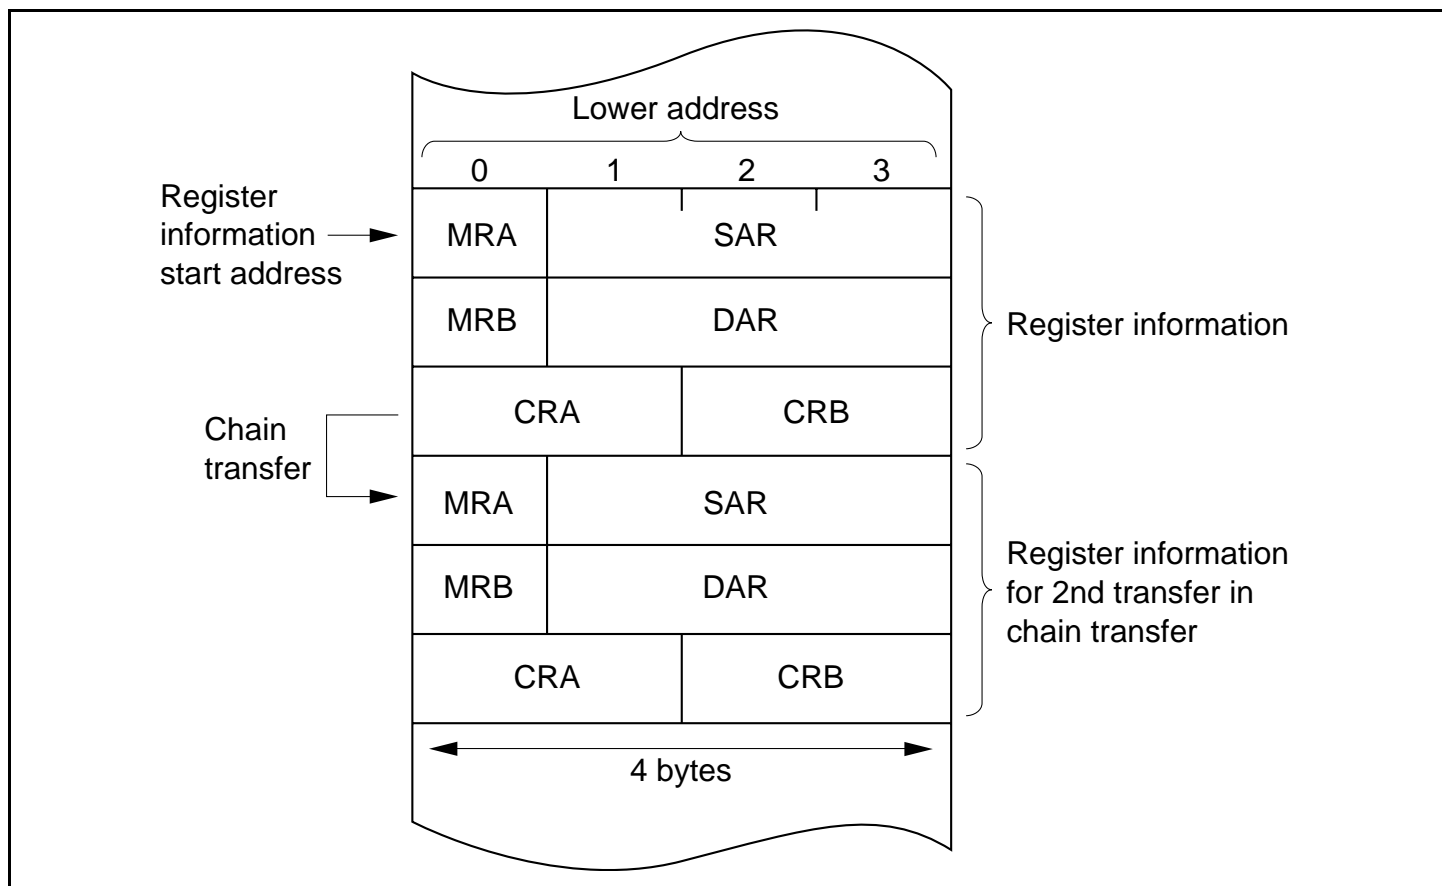 Lower address
0 1 2 3
Register
information
start address
MRA SAR
MRB DAR
Register information
CRA CRB
Chain
transfer
MRA SAR
MRB DAR
Register information
for 2nd transfer in
chain transfer
CRA CRB
4 bytes